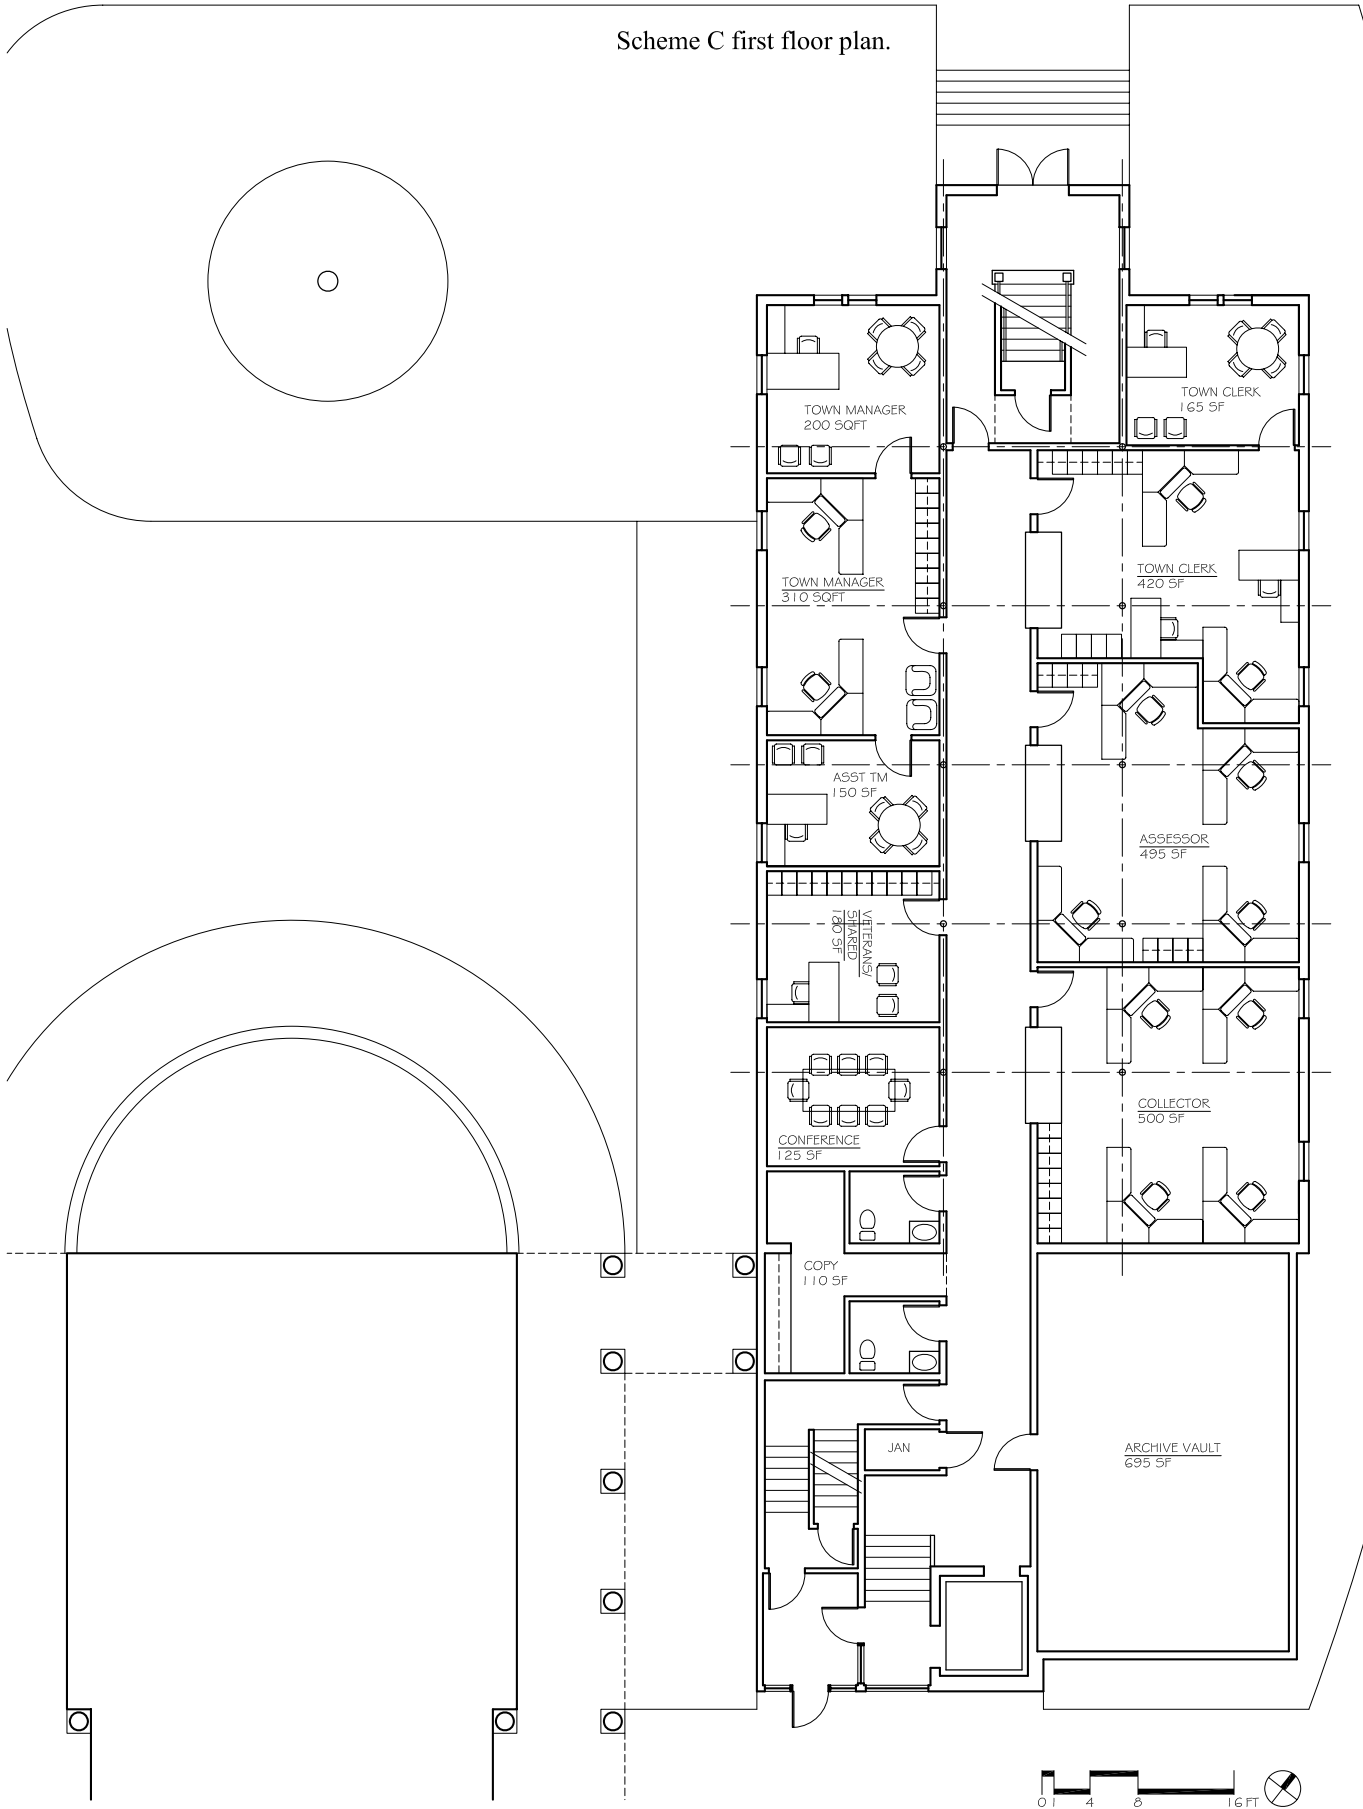 Scheme C first floor plan.
TOWN MANAGER
200 SQFT
TOWN CLERK
165 SF
TOWN MANAGER
310 SQFT
TOWN CLERK
420 SF
ASST TM
150 SF
ASSESSOR
495 SF
VETERANS/
SHARED
180 SF
CONFERENCE
125 SF
COLLECTOR
500 SF
COPY
110 SF
JAN
ARCHIVE VAULT
695 SF
0 1 4 8 16 FT